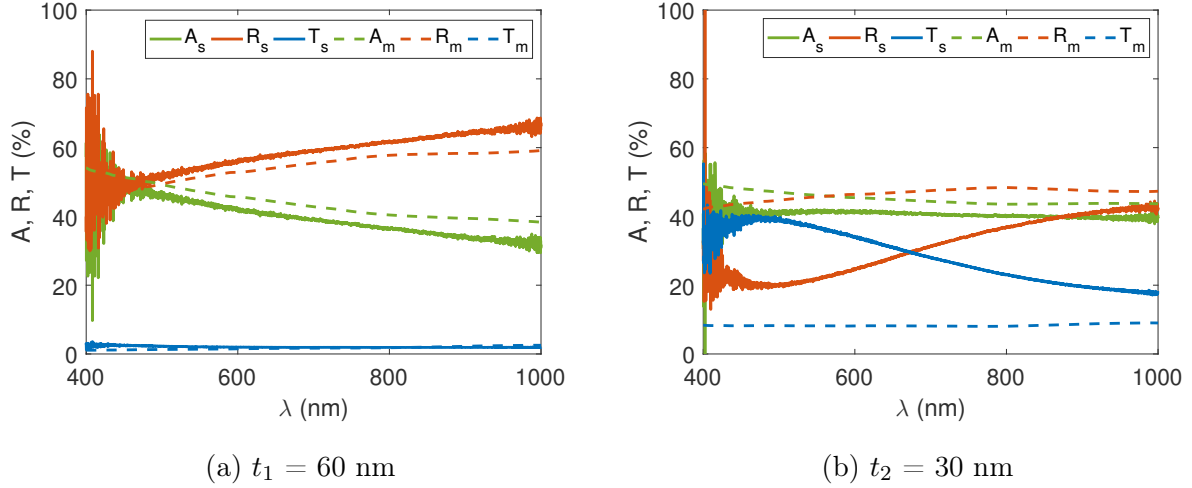 A_s R_s T_s A_m R_m T_m
100
80
60
40
20
0
A, R, T (%)
400 600 800 1000
λ (nm)
(a) t₁ = 60 nm
A_s R_s T_s A_m R_m T_m
100
80
60
40
20
0
A, R, T (%)
400 600 800 1000
λ (nm)
(b) t₂ = 30 nm